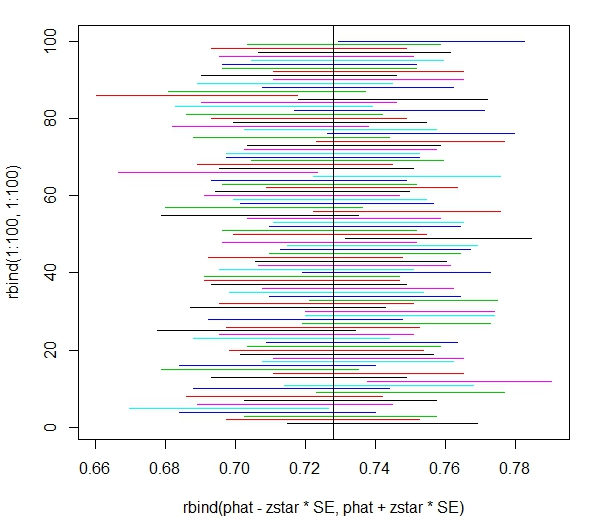 100
80
60
40
20
0
rbind(1:100, 1:100)
0.66 0.68 0.70 0.72 0.74 0.76 0.78
rbind(phat - zstar * SE, phat + zstar * SE)